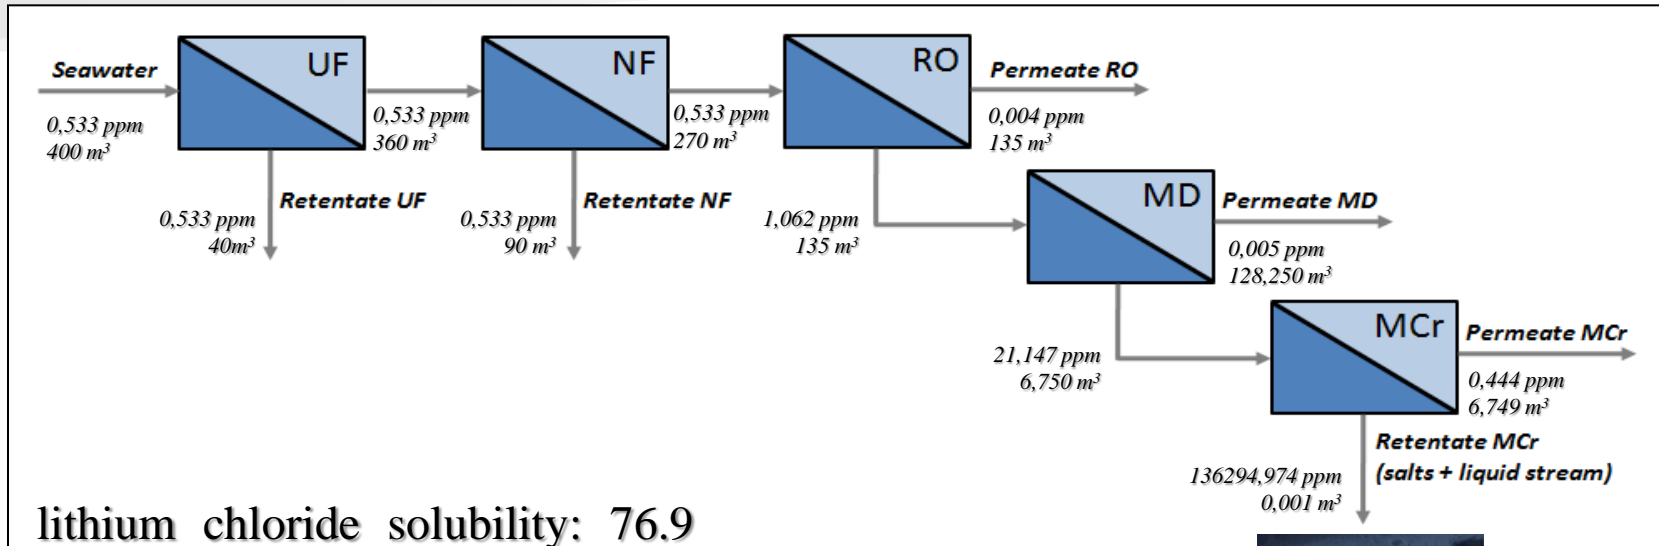 Seawater
0,533 ppm
400 m³
UF
0,533 ppm
360 m³
Retentate UF
0,533 ppm
40m³
NF
0,533 ppm
270 m³
Retentate NF
0,533 ppm
90 m³
RO
Permeate RO
0,004 ppm
135 m³
1,062 ppm
135 m³
MD
Permeate MD
0,005 ppm
128,250 m³
21,147 ppm
6,750 m³
MCr
Permeate MCr
0,444 ppm
6,749 m³
Retentate MCr
(salts + liquid stream)
136294,974 ppm
0,001 m³
lithium chloride solubility: 76.9